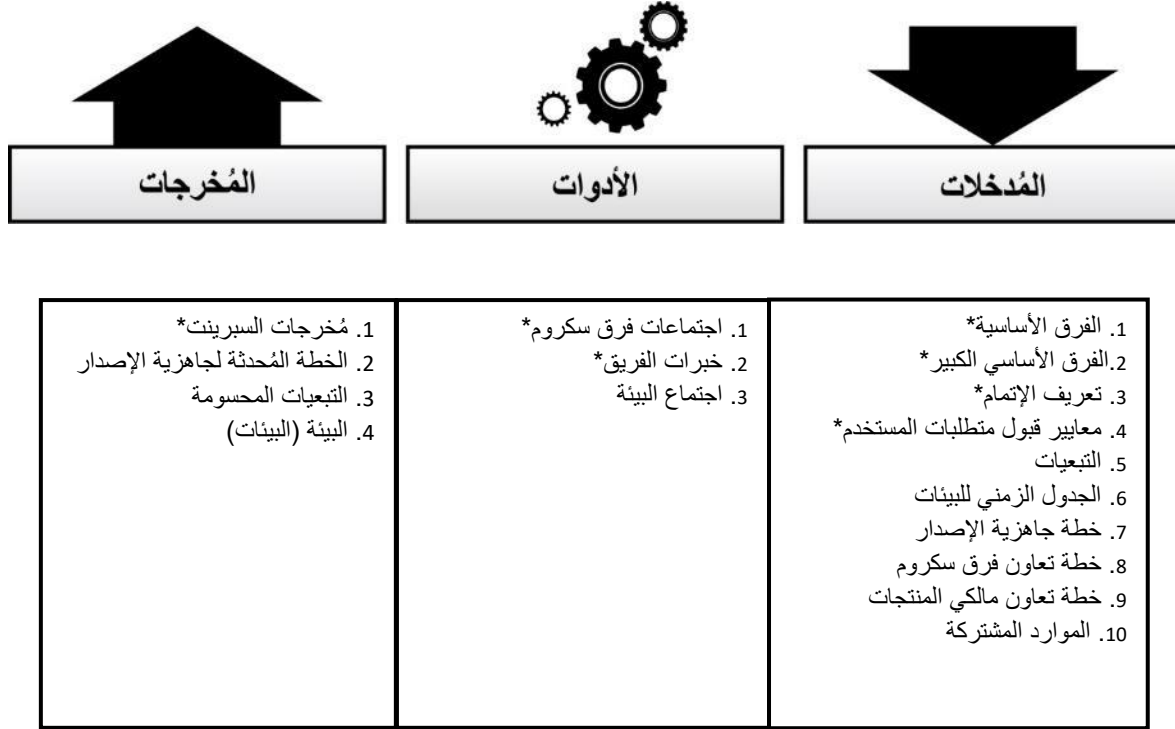 المُدخلات
الأدوات
المُخرجات
1. الفرق الأساسية*
2.الفرق الأساسي الكبير*
3. تعريف الإتمام*
4. معايير قبول متطلبات المستخدم*
5. التبعيات
6. الجدول الزمني للبيئات
7. خطة جاهزية الإصدار
8. خطة تعاون فرق سكروم
9. خطة تعاون مالكي المنتجات
10. الموارد المشتركة
1. اجتماعات فرق سكروم*
2. خبرات الفريق*
3. اجتماع البيئة
1. مُخرجات السبرينت*
2. الخطة المُحدثة لجاهزية الإصدار
3. التبعيات المحسومة
4. البيئة (البيئات)